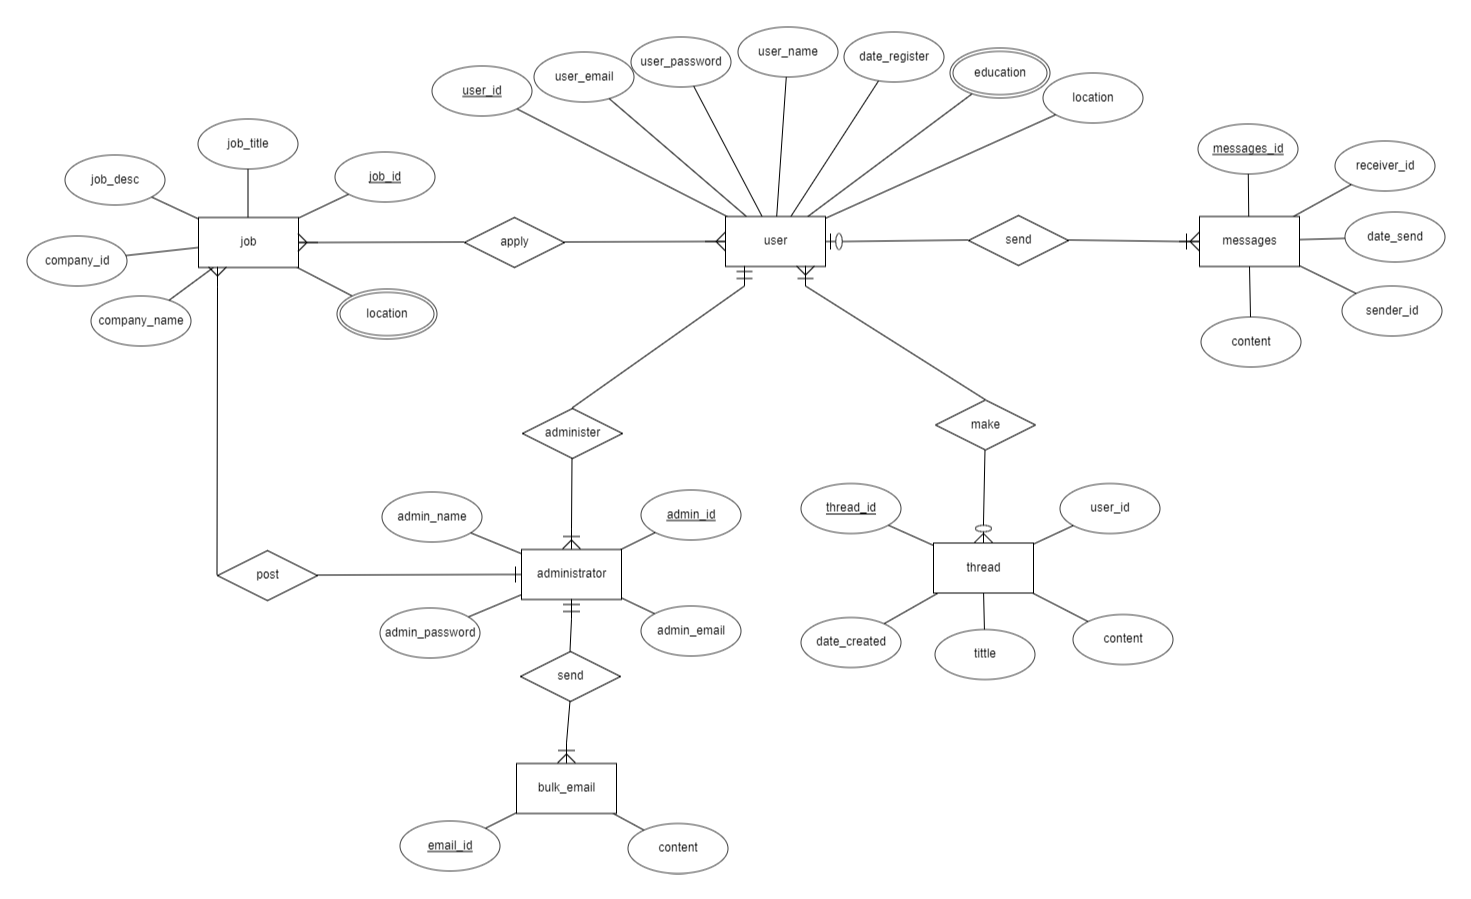 user_name
date_register
user_password
education
user_email
user_id
location
job_title
messages_id
receiver_id
job_desc
job_id
job
apply
user
send
messages
date_send
company_id
company_name
location
sender_id
content
administer
make
admin_name
admin_id
thread_id
user_id
post
administrator
thread
admin_password
admin_email
date_created
tittle
content
send
bulk_email
email_id
content